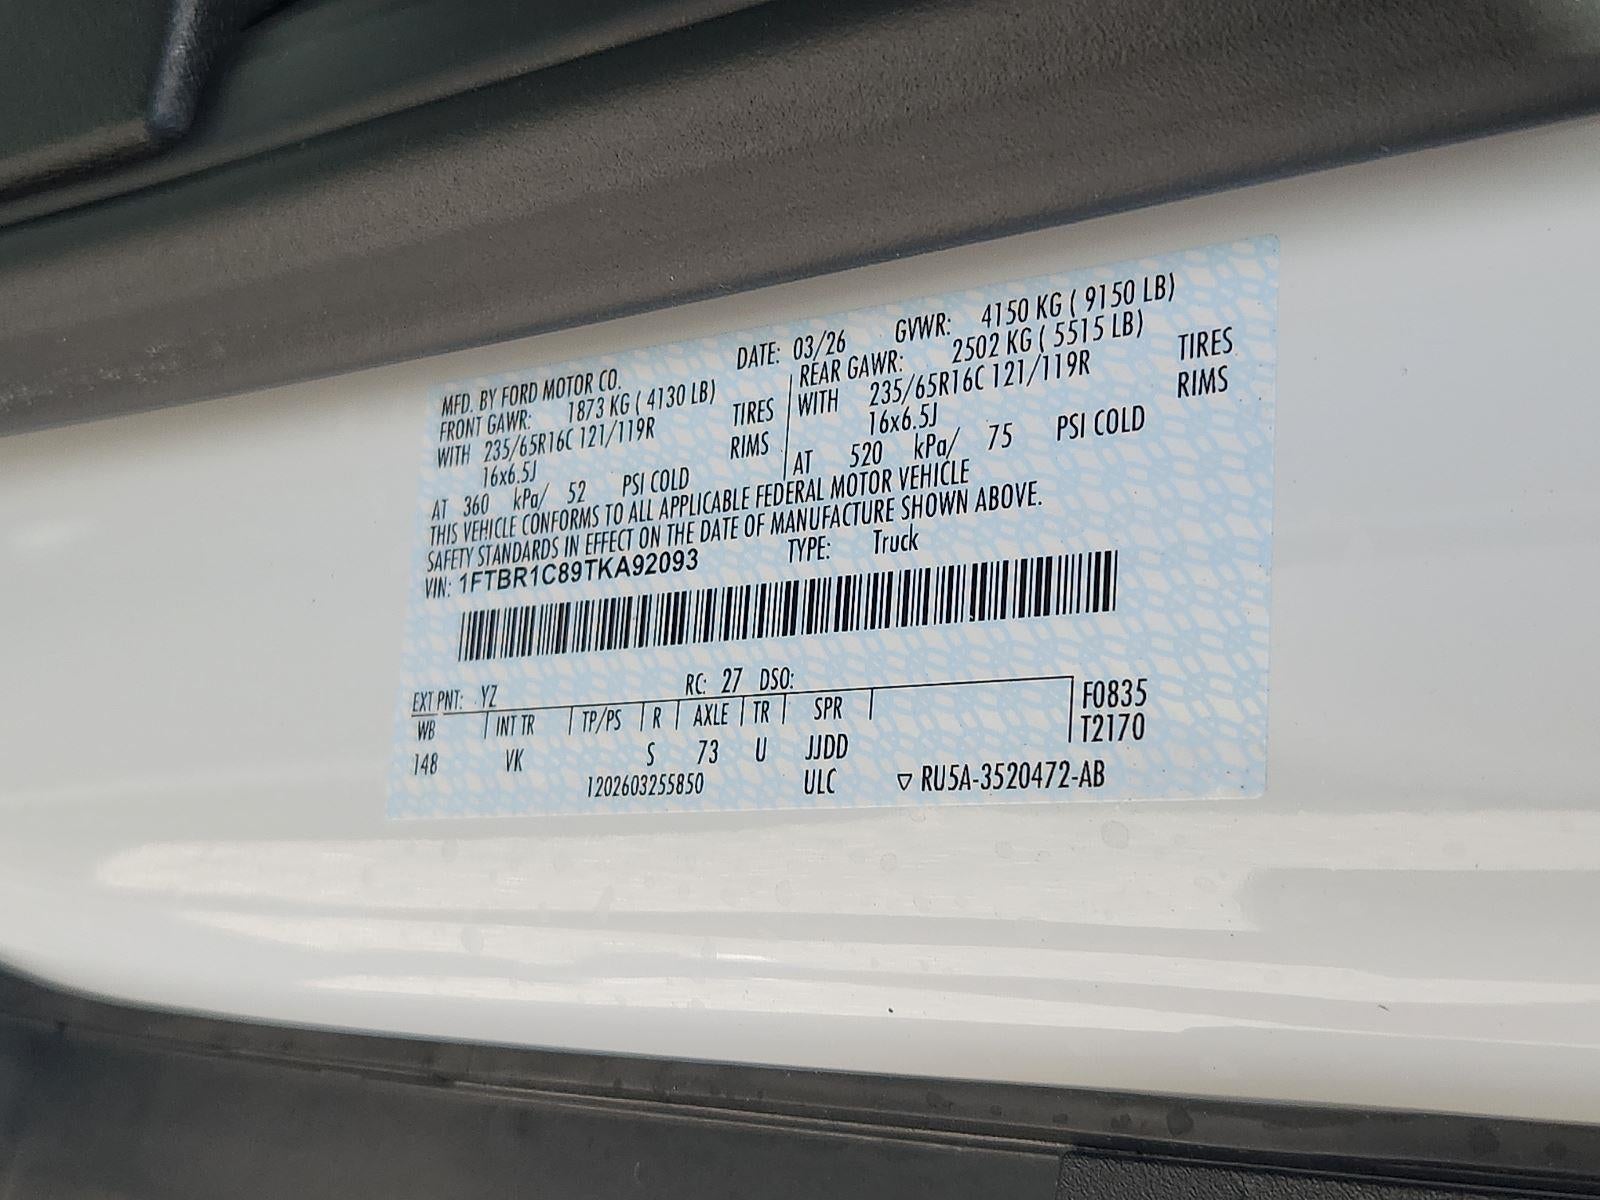 MFD. BY FORD MOTOR CO. DATE: 03/26 GVWR: 4150 KG ( 9150 LB)
FRONT GAWR: 1873 KG ( 4130 LB) REAR GAWR: 2502 KG ( 5515 LB)
WITH 235/65R16C 121/119R TIRES WITH 235/65R16C 121/119R TIRES
16x6.5J RIMS 16x6.5J RIMS
AT 360 kPa/ 52 PSI COLD AT 520 kPa/ 75 PSI COLD
THIS VEHICLE CONFORMS TO ALL APPLICABLE FEDERAL MOTOR VEHICLE
SAFETY STANDARDS IN EFFECT ON THE DATE OF MANUFACTURE SHOWN ABOVE.
VIN: 1FTBR1C89TKA92093 TYPE: Truck
EXT PNT: YZ RC: 27 DSO:
WB INT TR TP/PS R AXLE TR SPR F0835
T2170
148 VK S 73 U JJDD
1202603255850 ULC ▽ RU5A-3520472-AB